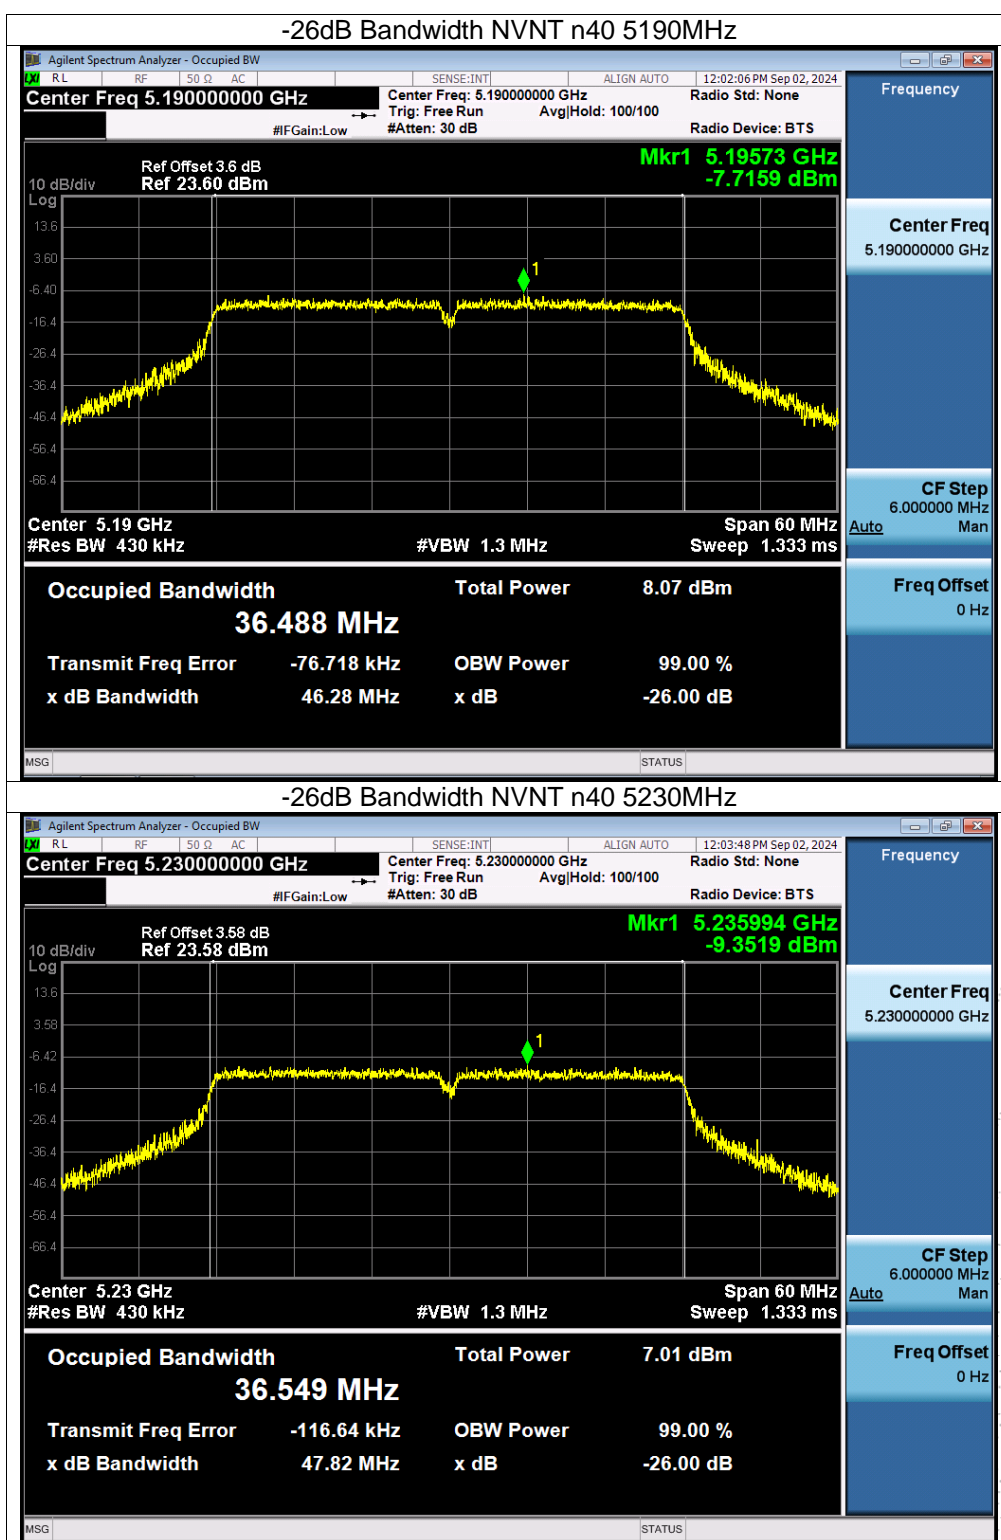 -26dB Bandwidth NVNT n40 5190MHz
Agilent Spectrum Analyzer - Occupied BW
LXI RL RF 50 Ω AC SENSE:INT ALIGN AUTO 12:02:06 PM Sep 02, 2024
Center Freq 5.190000000 GHz Center Freq: 5.190000000 GHz Radio Std: None Frequency
Trig: Free Run Avg|Hold: 100/100
#IFGain:Low #Atten: 30 dB Radio Device: BTS
Mkr1 5.19573 GHz
-7.7159 dBm
Ref Offset 3.6 dB
10 dB/div Ref 23.60 dBm
Log
13.6
3.60
-6.40
-16.4
-26.4
-36.4
-46.4
-56.4
-66.4
1
Center Freq
5.190000000 GHz
Center 5.19 GHz Span 60 MHz
#Res BW 430 kHz #VBW 1.3 MHz Sweep 1.333 ms
CF Step
6.000000 MHz
Auto Man
Occupied Bandwidth Total Power 8.07 dBm
36.488 MHz
Transmit Freq Error -76.718 kHz OBW Power 99.00 %
x dB Bandwidth 46.28 MHz x dB -26.00 dB
Freq Offset
0 Hz
MSG STATUS
-26dB Bandwidth NVNT n40 5230MHz
Agilent Spectrum Analyzer - Occupied BW
LXI RL RF 50 Ω AC SENSE:INT ALIGN AUTO 12:03:48 PM Sep 02, 2024
Center Freq 5.230000000 GHz Center Freq: 5.230000000 GHz Radio Std: None Frequency
Trig: Free Run Avg|Hold: 100/100
#IFGain:Low #Atten: 30 dB Radio Device: BTS
Mkr1 5.235994 GHz
-9.3519 dBm
Ref Offset 3.58 dB
10 dB/div Ref 23.58 dBm
Log
13.6
3.58
-6.42
-16.4
-26.4
-36.4
-46.4
-56.4
-66.4
1
Center Freq
5.230000000 GHz
Center 5.23 GHz Span 60 MHz
#Res BW 430 kHz #VBW 1.3 MHz Sweep 1.333 ms
CF Step
6.000000 MHz
Auto Man
Occupied Bandwidth Total Power 7.01 dBm
36.549 MHz
Transmit Freq Error -116.64 kHz OBW Power 99.00 %
x dB Bandwidth 47.82 MHz x dB -26.00 dB
Freq Offset
0 Hz
MSG STATUS